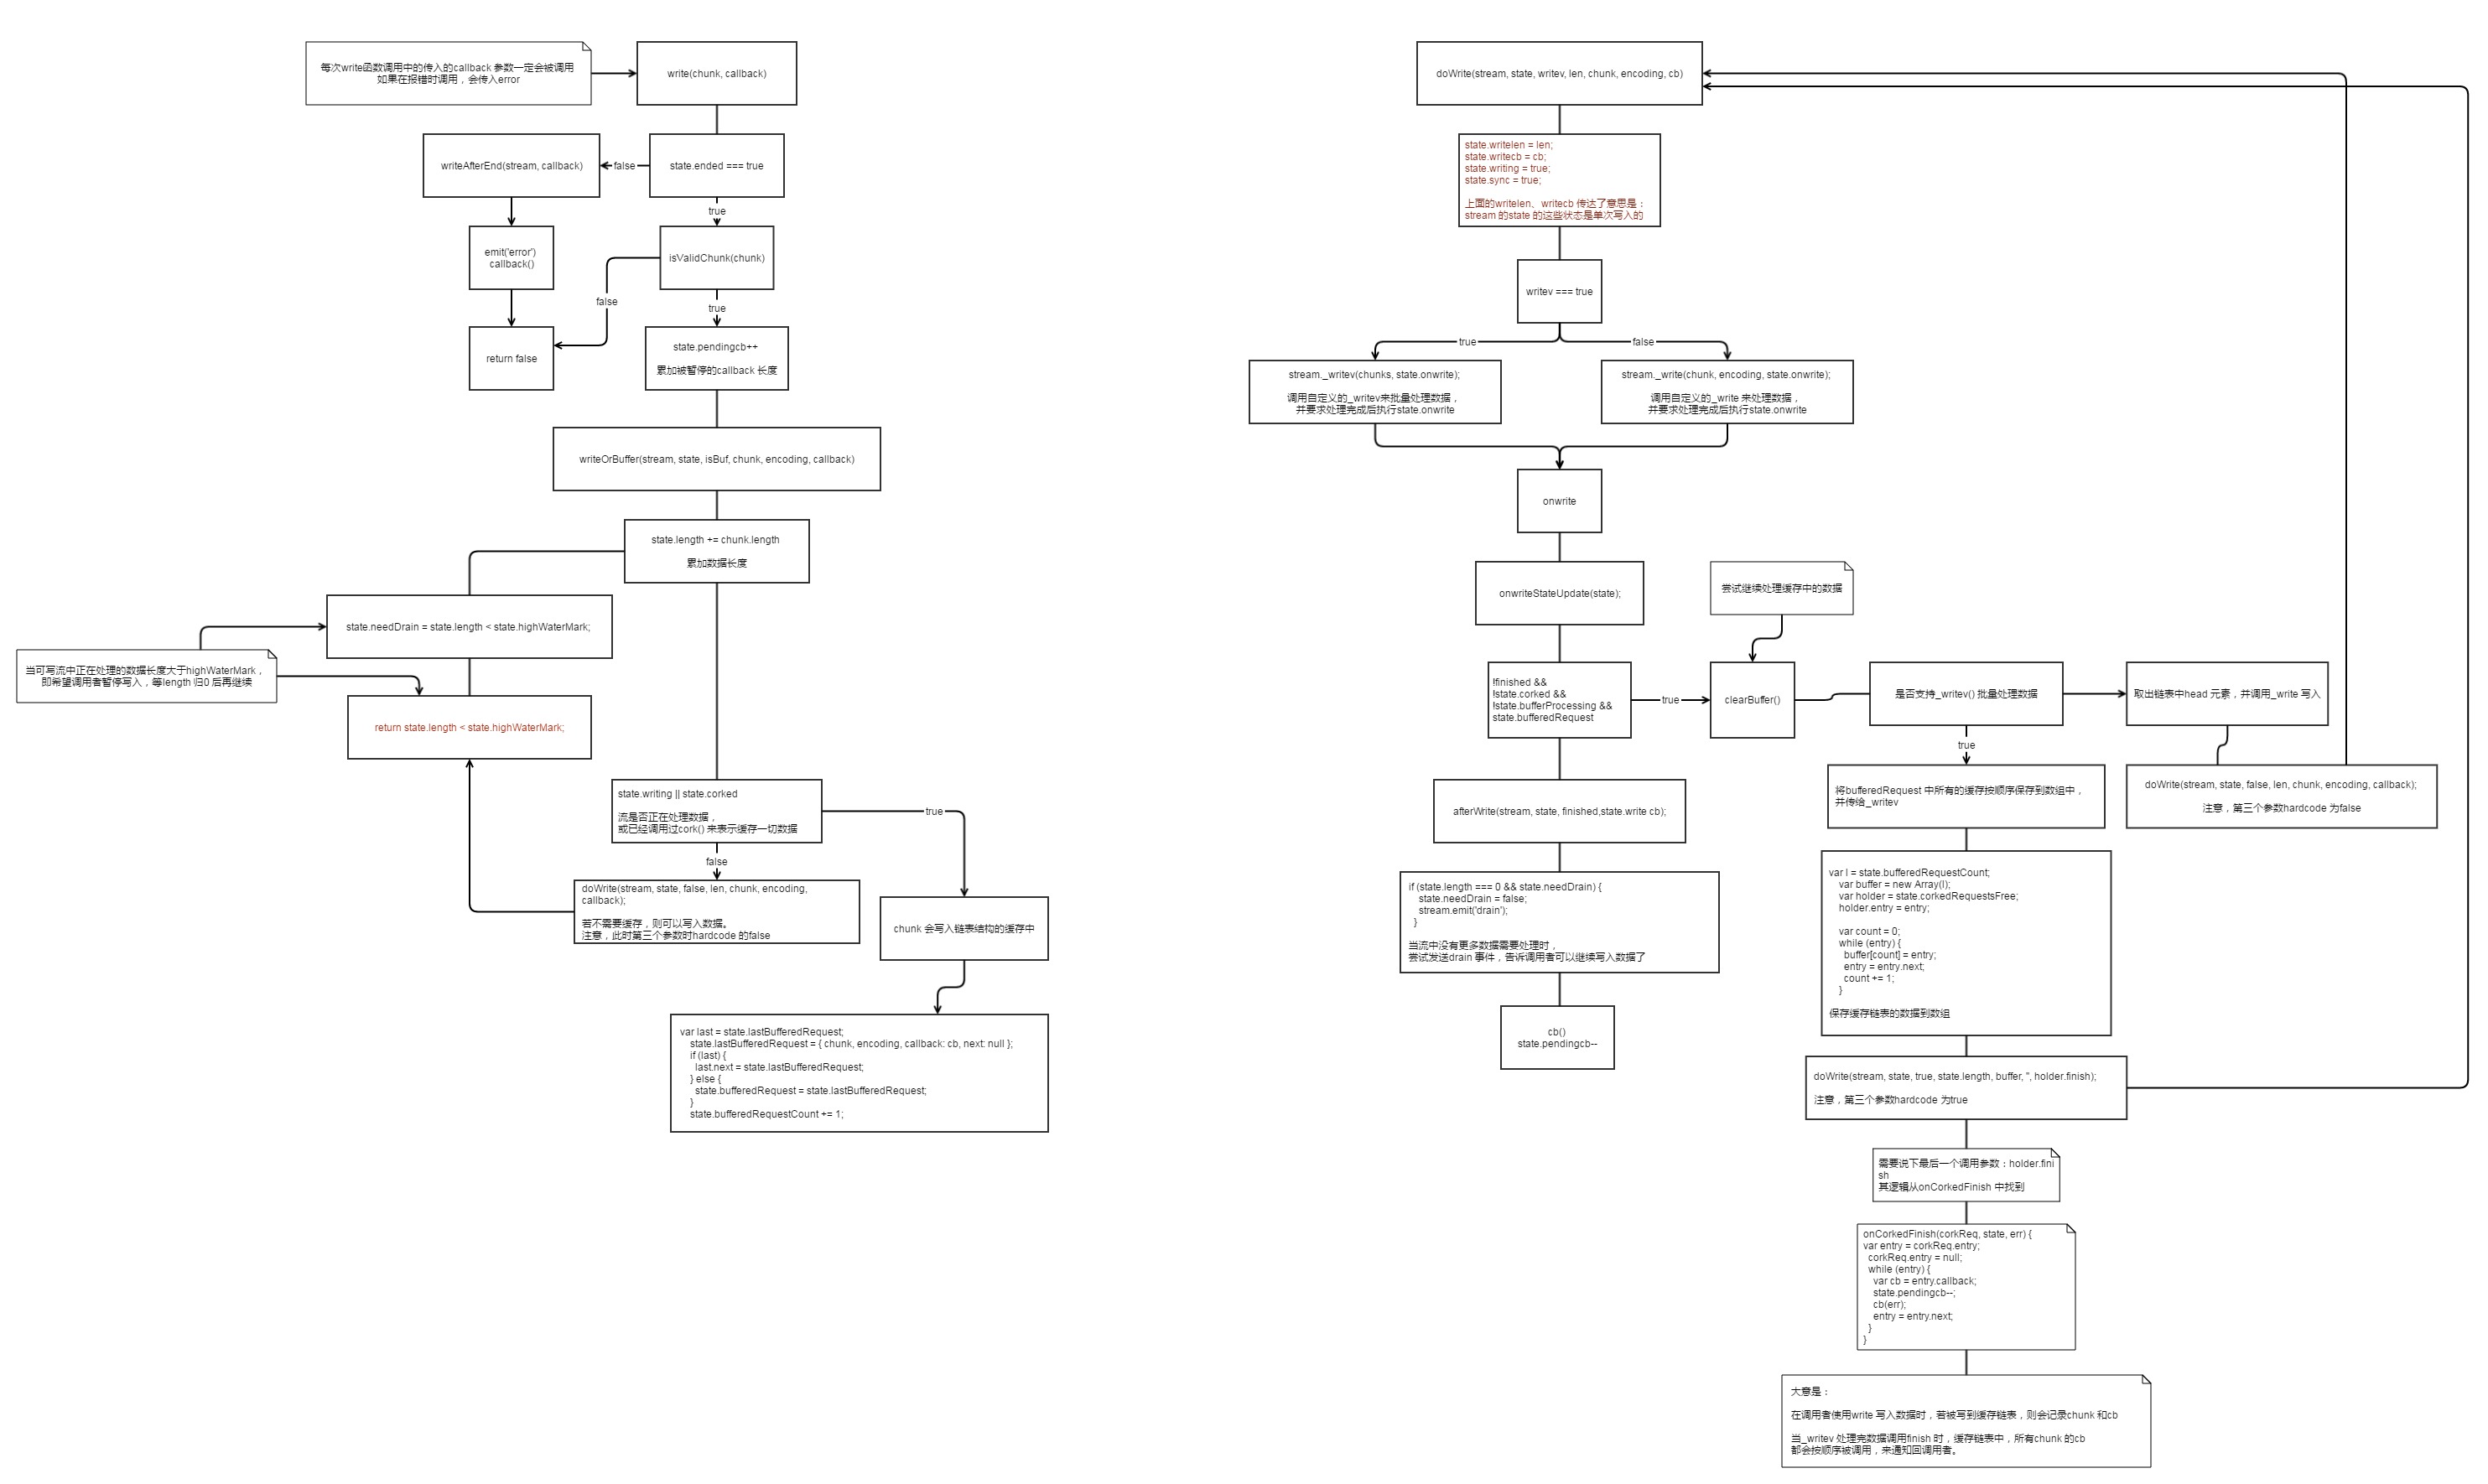 每次write函数调用中的传入的callback 参数一定会被调用
如果在报错时调用，会传入error
write(chunk, callback)
writeAfterEnd(stream, callback)
false
state.ended === true
true
emit('error')
callback()
isValidChunk(chunk)
false
true
return false
state.pendingcb++
累加被暂停的callback 长度
writeOrBuffer(stream, state, isBuf, chunk, encoding, callback)
state.length += chunk.length
累加数据长度
state.needDrain = state.length < state.highWaterMark;
当可写流中正在处理的数据长度大于highWaterMark，
即希望调用者暂停写入，等length 归0 后再继续
return state.length < state.highWaterMark;
state.writing || state.corked
流是否正在处理数据，
或已经调用过cork() 来表示缓存一切数据
true
false
doWrite(stream, state, false, len, chunk, encoding,
callback);
若不需要缓存，则可以写入数据。
注意，此时第三个参数时hardcode 的false
chunk 会写入链表结构的缓存中
var last = state.lastBufferedRequest;
state.lastBufferedRequest = { chunk, encoding, callback: cb, next: null };
if (last) {
last.next = state.lastBufferedRequest;
} else {
state.bufferedRequest = state.lastBufferedRequest;
}
state.bufferedRequestCount += 1;
doWrite(stream, state, writev, len, chunk, encoding, cb)
state.writelen = len;
state.writecb = cb;
state.writing = true;
state.sync = true;
上面的writelen、writecb 传达了意思是：
stream 的state 的这些状态是单次写入的
writev === true
true
false
stream._writev(chunks, state.onwrite);
调用自定义的_writev来批量处理数据，
并要求处理完成后执行state.onwrite
stream._write(chunk, encoding, state.onwrite);
调用自定义的_write 来处理数据，
并要求处理完成后执行state.onwrite
onwrite
onwriteStateUpdate(state);
尝试继续处理缓存中的数据
!finished &&
!state.corked &&
!state.bufferProcessing &&
state.bufferedRequest
true
clearBuffer()
是否支持_writev() 批量处理数据
取出链表中head 元素，并调用_write 写入
true
afterWrite(stream, state, finished,state.write cb);
将bufferedRequest 中所有的缓存按顺序保存到数组中，
并传给_writev
doWrite(stream, state, false, len, chunk, encoding, callback);
注意，第三个参数hardcode 为false
if (state.length === 0 && state.needDrain) {
state.needDrain = false;
stream.emit('drain');
}
当流中没有更多数据需要处理时，
尝试发送drain 事件，告诉调用者可以继续写入数据了
cb()
state.pendingcb--
var l = state.bufferedRequestCount;
var buffer = new Array(l);
var holder = state.corkedRequestsFree;
holder.entry = entry;
var count = 0;
while (entry) {
buffer[count] = entry;
entry = entry.next;
count += 1;
}
保存缓存链表的数据到数组
doWrite(stream, state, true, state.length, buffer, '', holder.finish);
注意，第三个参数hardcode 为true
需要说下最后一个调用参数：holder.fini
sh
其逻辑从onCorkedFinish 中找到
onCorkedFinish(corkReq, state, err) {
var entry = corkReq.entry;
corkReq.entry = null;
while (entry) {
var cb = entry.callback;
state.pendingcb--;
cb(err);
entry = entry.next;
}
}
大意是：
在调用者使用write 写入数据时，若被写到缓存链表，则会记录chunk 和cb
当_writev 处理完数据调用finish 时，缓存链表中，所有chunk 的cb
都会按顺序被调用，来通知回调用者。